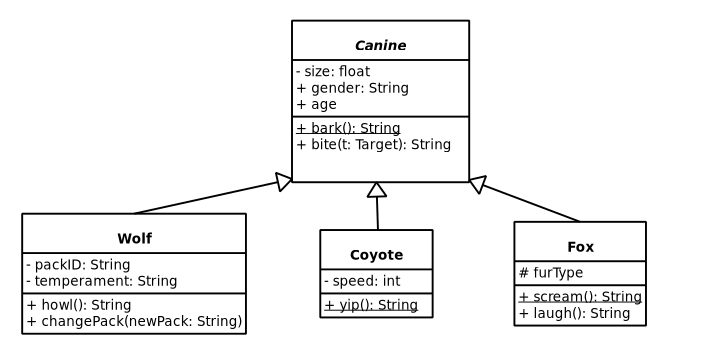 Canine
- size: float
+ gender: String
+ age
+ bark(): String
+ bite(t: Target): String
Wolf
- packID: String
- temperament: String
+ howl(): String
+ changePack(newPack: String)
Coyote
- speed: int
+ yip(): String
Fox
# furType
+ scream(): String
+ laugh(): String